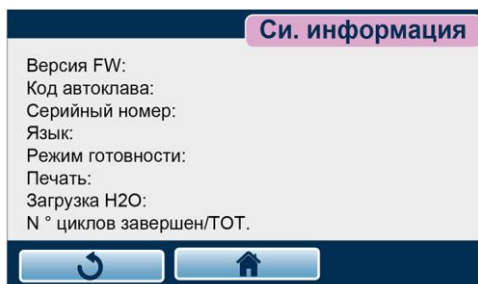 Си. информация
Версия FW:
Код автоклава:
Серийный номер:
Язык:
Режим готовности:
Печать:
Загрузка H2O:
N ° циклов завершен/TOT.